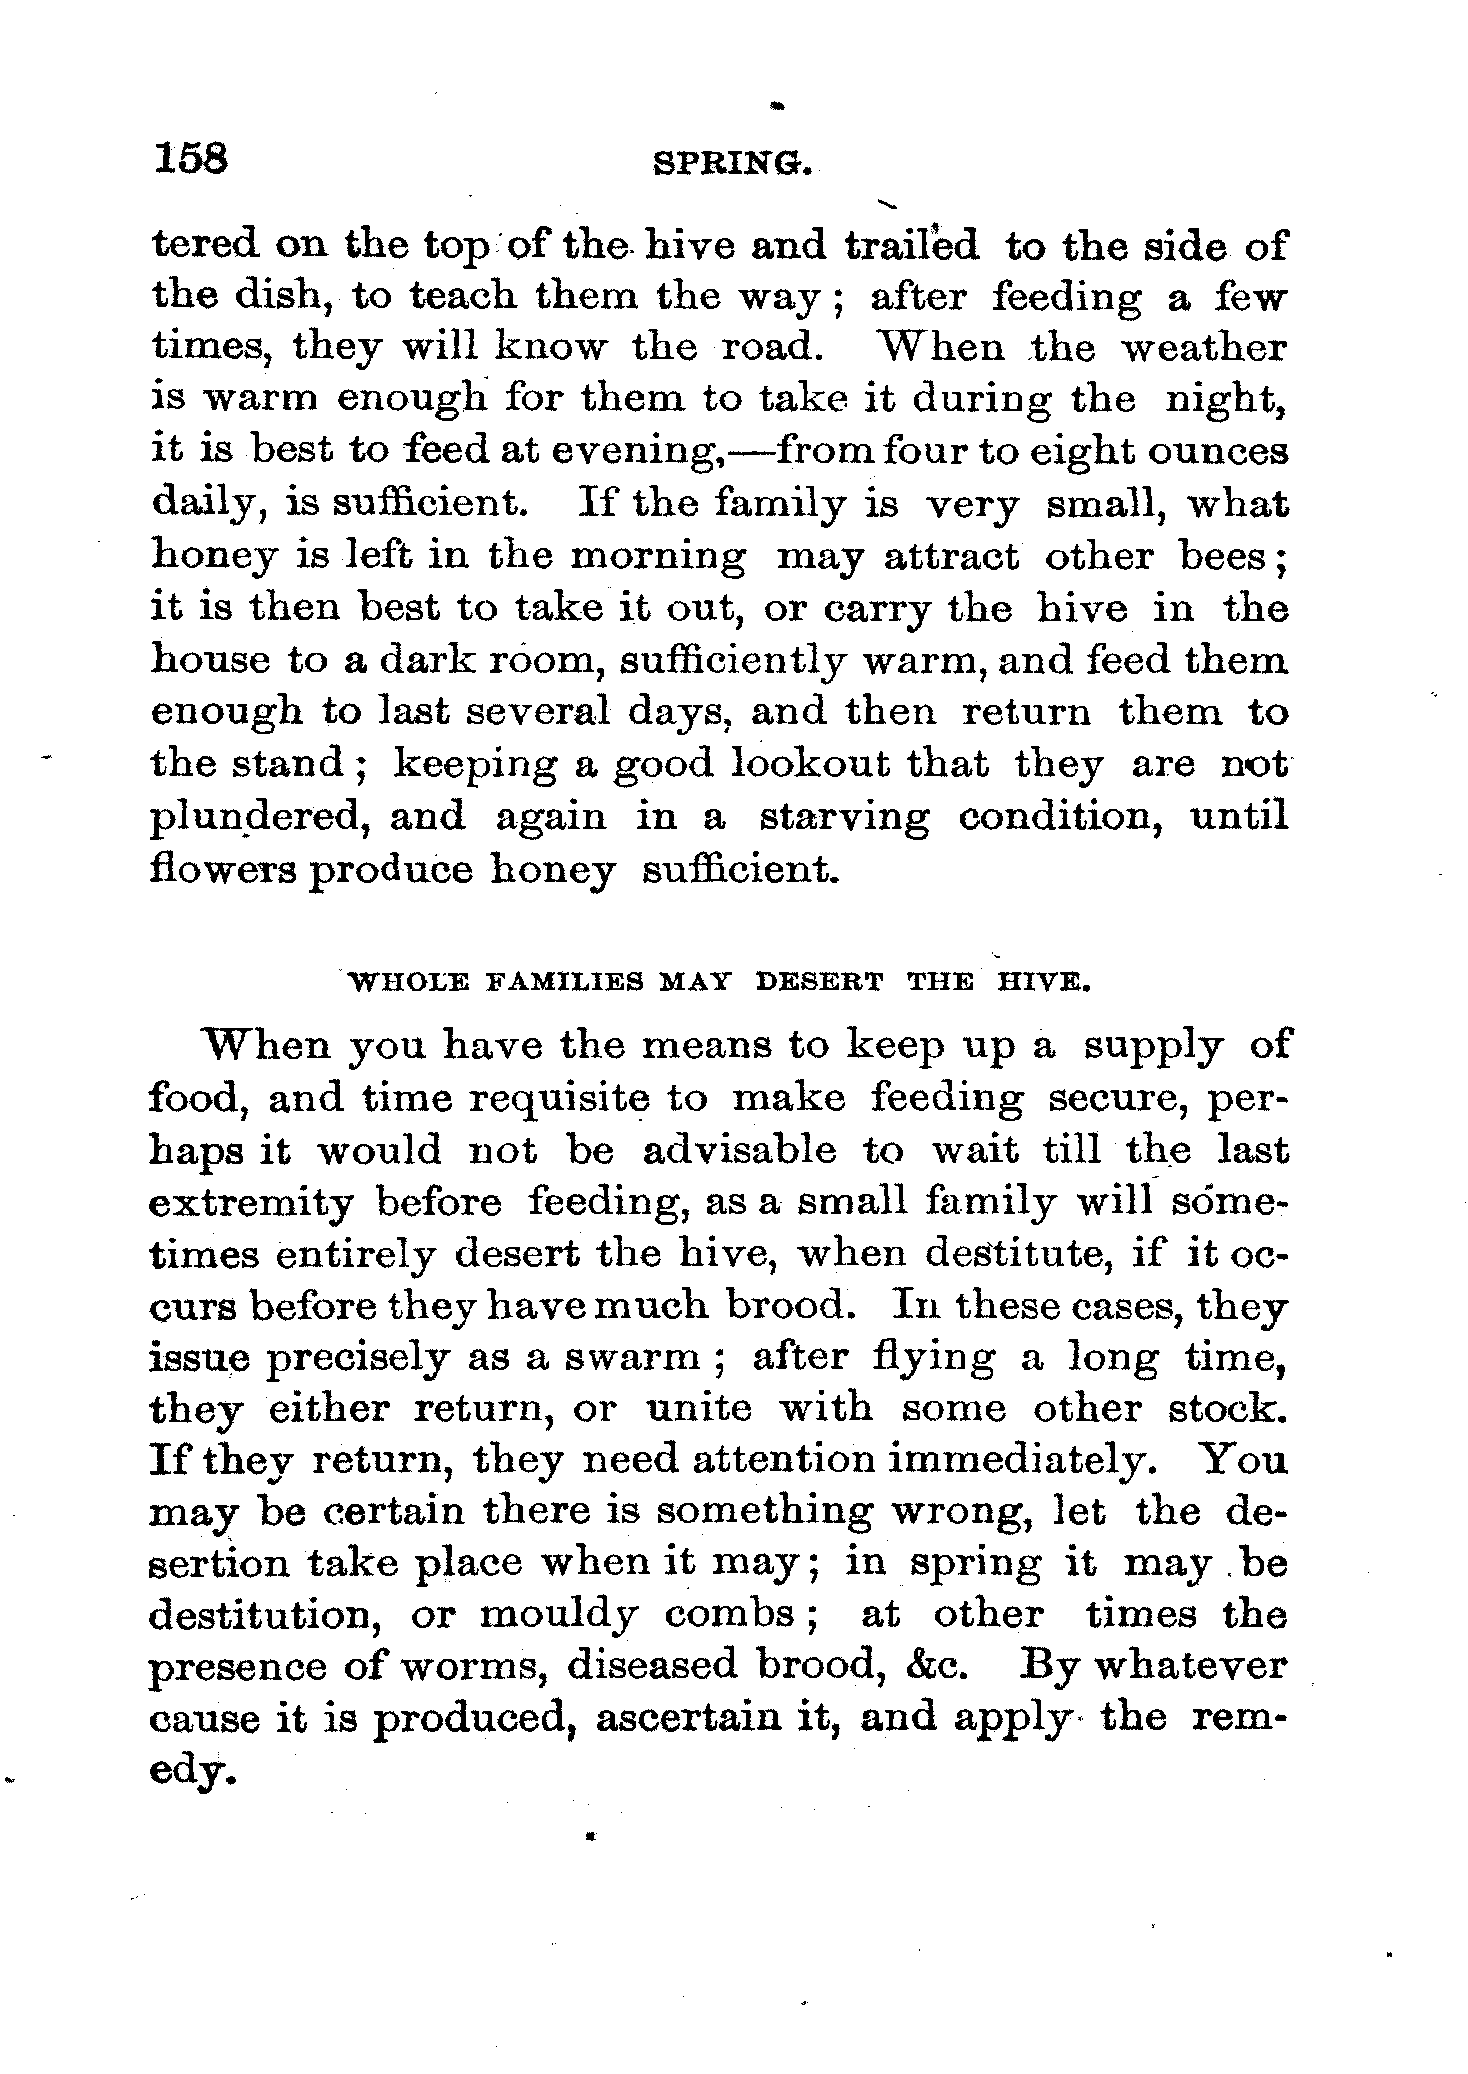 158 SPRING.
tered on the top of the hive and trailed to the side of
the dish, to teach them the way ; after feeding a few
times, they will know the road. When the weather
is warm enough for them to take it during the night,
it is best to feed at evening,—from four to eight ounces
daily, is sufficient. If the family is very small, what
honey is left in the morning may attract other bees ;
it is then best to take it out, or carry the hive in the
house to a dark room, sufficiently warm, and feed them
enough to last several days, and then return them to
the stand ; keeping a good lookout that they are not
plundered, and again in a starving condition, until
flowers produce honey sufficient.
WHOLE FAMILIES MAY DESERT THE HIVE.
When you have the means to keep up a supply of
food, and time requisite to make feeding secure, per-
haps it would not be advisable to wait till the last
extremity before feeding, as a small family will some-
times entirely desert the hive, when destitute, if it oc-
curs before they have much brood. In these cases, they
issue precisely as a swarm ; after flying a long time,
they either return, or unite with some other stock.
If they return, they need attention immediately. You
may be certain there is something wrong, let the de-
sertion take place when it may ; in spring it may be
destitution, or mouldy combs ; at other times the
presence of worms, diseased brood, &c. By whatever
cause it is produced, ascertain it, and apply the rem-
edy.